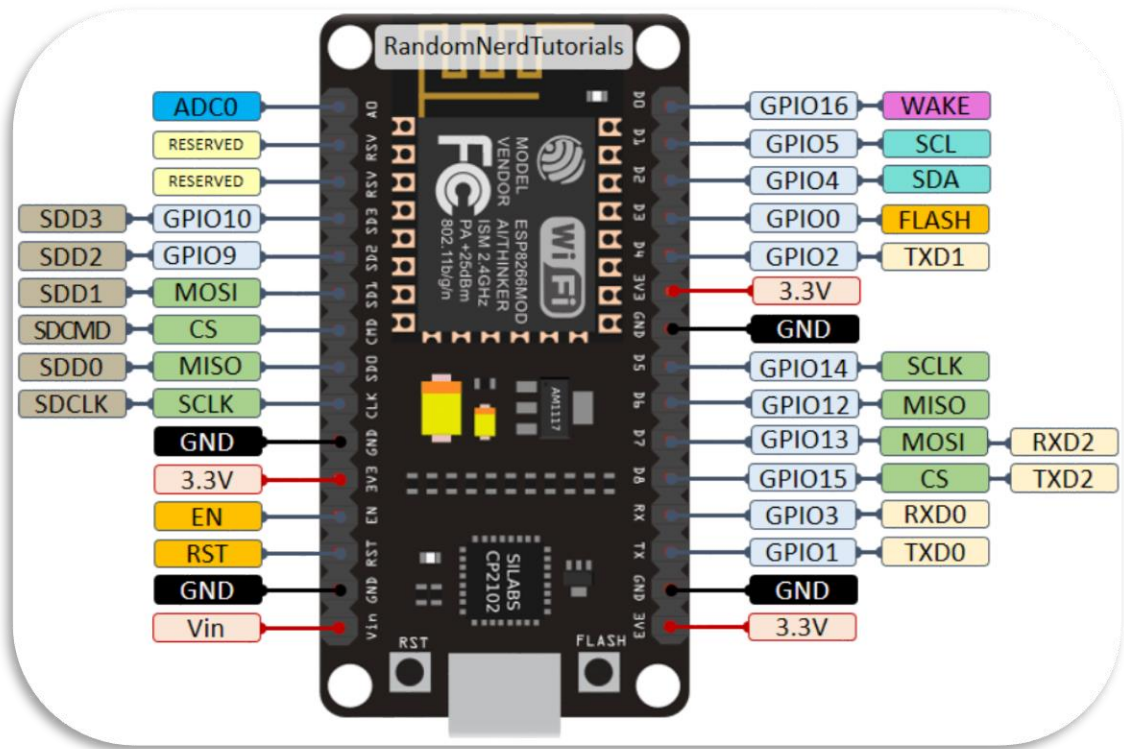 RandomNerdTutorials
ADC0
RESERVED
RESERVED
SDD3 GPIO10
SDD2 GPIO9
SDD1 MOSI
SDCMD CS
SDD0 MISO
SDCLK SCLK
GND
3.3V
EN
RST
GND
Vin
A0
RSV
RSV
SD3
SD2
SD1
CMD
SD0
CLK
GND
3V3
EN
RST
GND
Vin
MODEL
VENDOR
FC
ESP8266MOD
AI/THINKER
ISM 2.4GHz
PA +25dBm
802.11b/g/n
Wi Fi
AM1117
SILABS
CP2102
RST
FLASH
D0
D1
D2
D3
D4
3V3
GND
D5
D6
D7
D8
RX
TX
GND
3V3
GPIO16 WAKE
GPIO5 SCL
GPIO4 SDA
GPIO0 FLASH
GPIO2 TXD1
3.3V
GND
GPIO14 SCLK
GPIO12 MISO
GPIO13 MOSI RXD2
GPIO15 CS TXD2
GPIO3 RXD0
GPIO1 TXD0
GND
3.3V